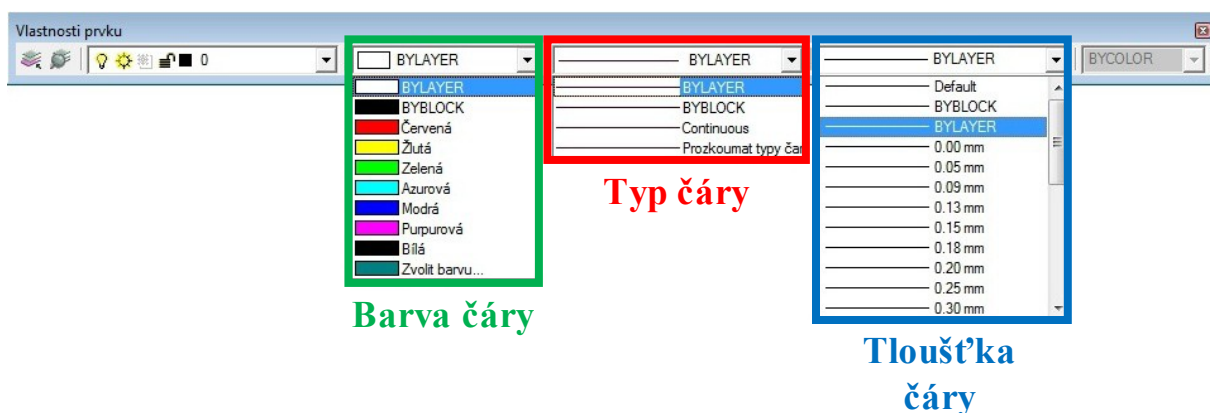 Vlastnosti prvku
0
BYLAYER
BYLAYER
BYLAYER
BYCOLOR
BYLAYER
BYBLOCK
Červená
Žlutá
Zelená
Azurová
Modrá
Purpurová
Bílá
Zvolit barvu...
Barva čáry
BYLAYER
BYBLOCK
Continuous
Prozkoumat typy čar
Typ čáry
Default
BYBLOCK
BYLAYER
0.00 mm
0.05 mm
0.09 mm
0.13 mm
0.15 mm
0.18 mm
0.20 mm
0.25 mm
0.30 mm
Tloušťka
čáry